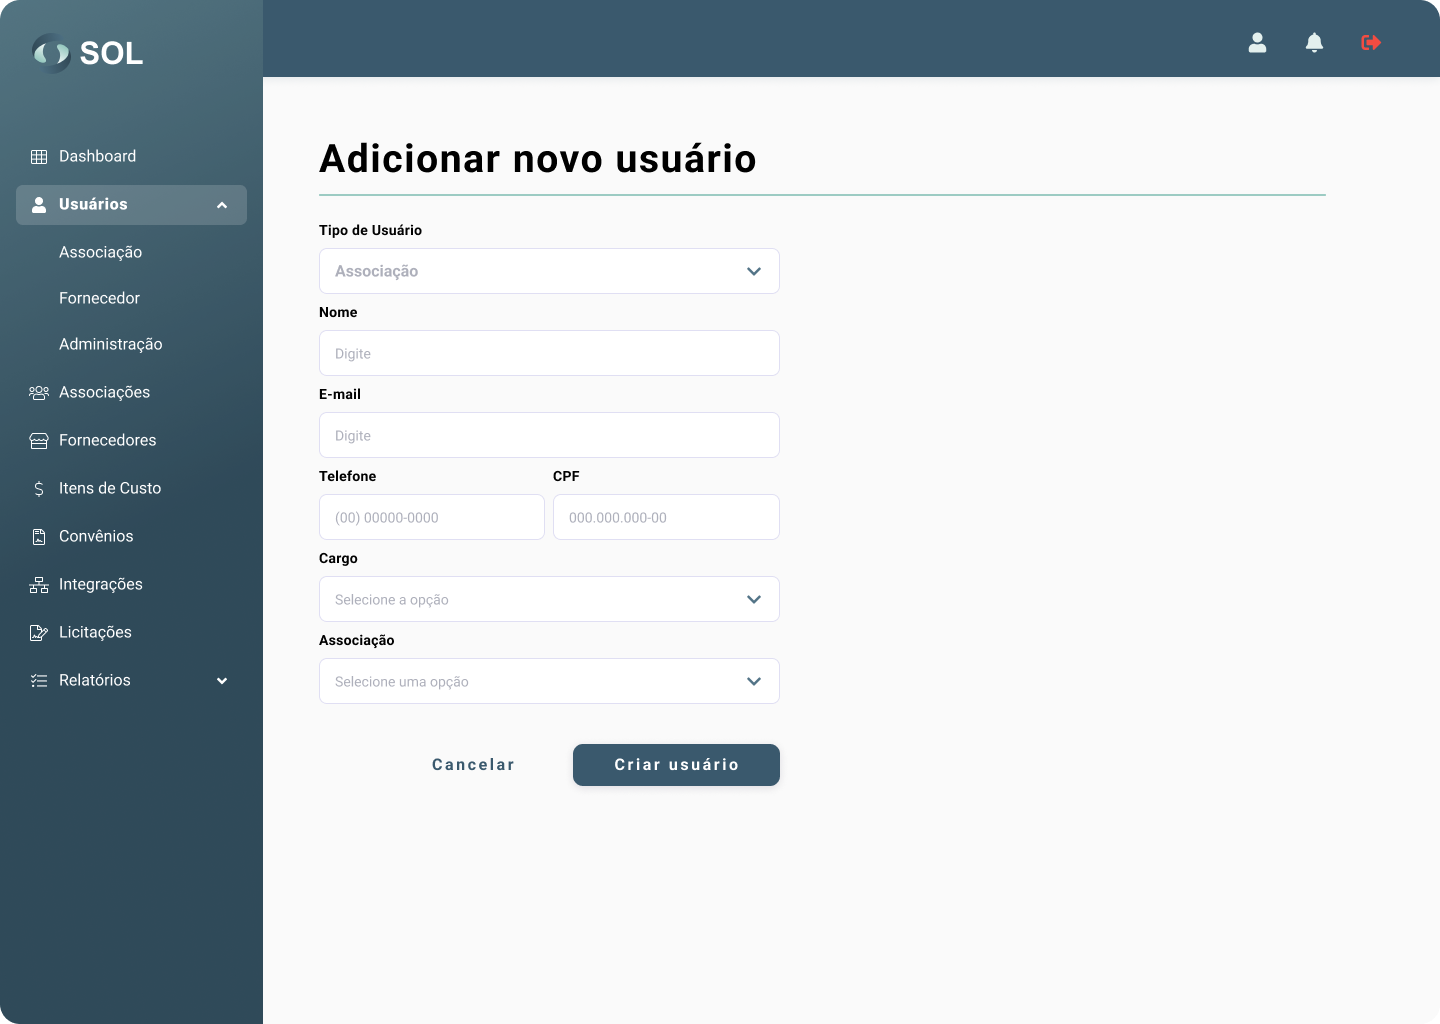 SOL
Dashboard
Usuários
Associação
Fornecedor
Administração
Associações
Fornecedores
Itens de Custo
Convênios
Integrações
Licitações
Relatórios
Adicionar novo usuário
Tipo de Usuário
Associação
Nome
Digite
E-mail
Digite
Telefone CPF
(00) 00000-0000 000.000.000-00
Cargo
Selecione a opção
Associação
Selecione uma opção
Cancelar Criar usuário